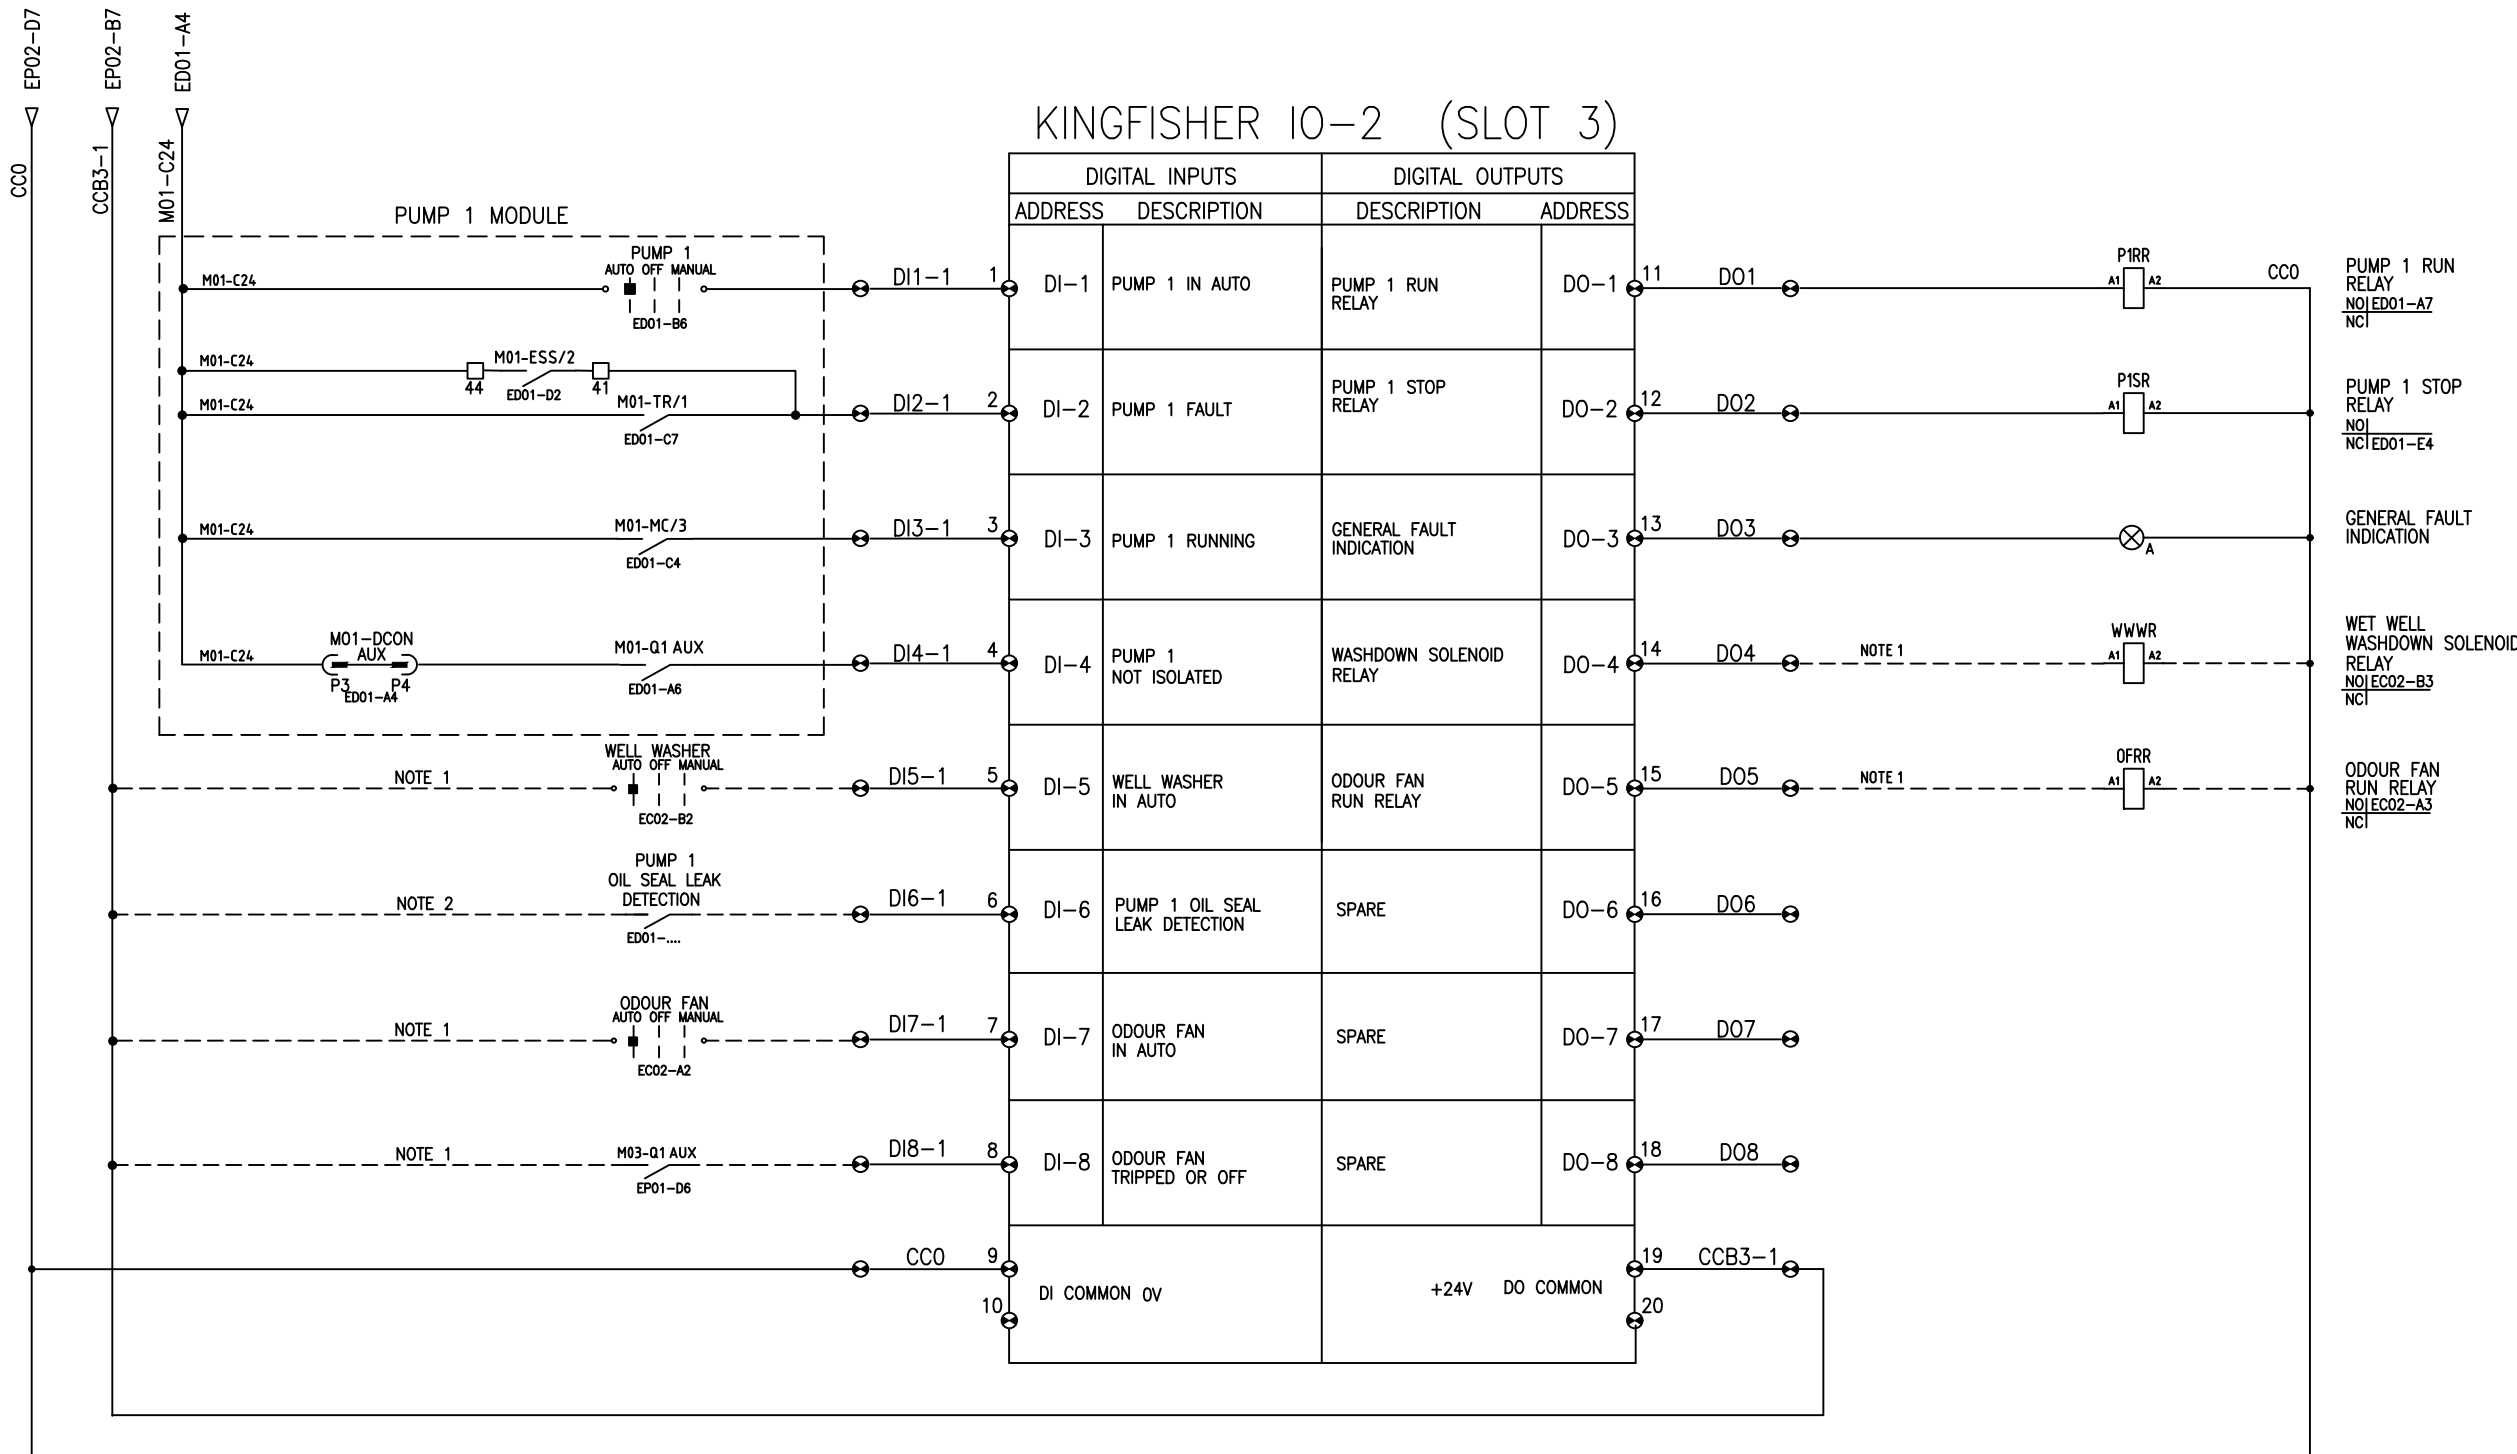 EP02-D7
EP02-B7
ED01-A4
CC0
CCB3-1
M01-C24
KINGFISHER IO-2 (SLOT 3)
DIGITAL INPUTS
DIGITAL OUTPUTS
ADDRESS
DESCRIPTION
DESCRIPTION
ADDRESS
PUMP 1 MODULE
M01-C24
PUMP 1
AUTO OFF MANUAL
ED01-B6
DI1-1
1
DI-1
PUMP 1 IN AUTO
PUMP 1 RUN
RELAY
DO-1
11
DO1
P1RR
A1
A2
CC0
PUMP 1 RUN
RELAY
NO ED01-A7
NC
M01-C24
44
M01-ESS/2
ED01-D2
41
M01-C24
M01-TR/1
ED01-C7
DI2-1
2
DI-2
PUMP 1 FAULT
PUMP 1 STOP
RELAY
DO-2
12
DO2
P1SR
A1
A2
PUMP 1 STOP
RELAY
NO
NC ED01-E4
M01-C24
M01-MC/3
ED01-C4
DI3-1
3
DI-3
PUMP 1 RUNNING
GENERAL FAULT
INDICATION
DO-3
13
DO3
A
GENERAL FAULT
INDICATION
M01-C24
M01-DCON
AUX
P3
P4
ED01-A4
M01-Q1 AUX
ED01-A6
DI4-1
4
DI-4
PUMP 1
NOT ISOLATED
WASHDOWN SOLENOID
RELAY
DO-4
14
DO4
NOTE 1
WWWR
A1
A2
WET WELL
WASHDOWN SOLENOID
RELAY
NO EC02-B3
NC
NOTE 1
WELL WASHER
AUTO OFF MANUAL
EC02-B2
DI5-1
5
DI-5
WELL WASHER
IN AUTO
ODOUR FAN
RUN RELAY
DO-5
15
DO5
NOTE 1
OFRR
A1
A2
ODOUR FAN
RUN RELAY
NO EC02-A3
NC
NOTE 2
PUMP 1
OIL SEAL LEAK
DETECTION
ED01-....
DI6-1
6
DI-6
PUMP 1 OIL SEAL
LEAK DETECTION
SPARE
DO-6
16
DO6
NOTE 1
ODOUR FAN
AUTO OFF MANUAL
EC02-A2
DI7-1
7
DI-7
ODOUR FAN
IN AUTO
SPARE
DO-7
17
DO7
NOTE 1
M03-Q1 AUX
EP01-D6
DI8-1
8
DI-8
ODOUR FAN
TRIPPED OR OFF
SPARE
DO-8
18
DO8
CC0
9
DI COMMON 0V
10
+24V DO COMMON
19
CCB3-1
20